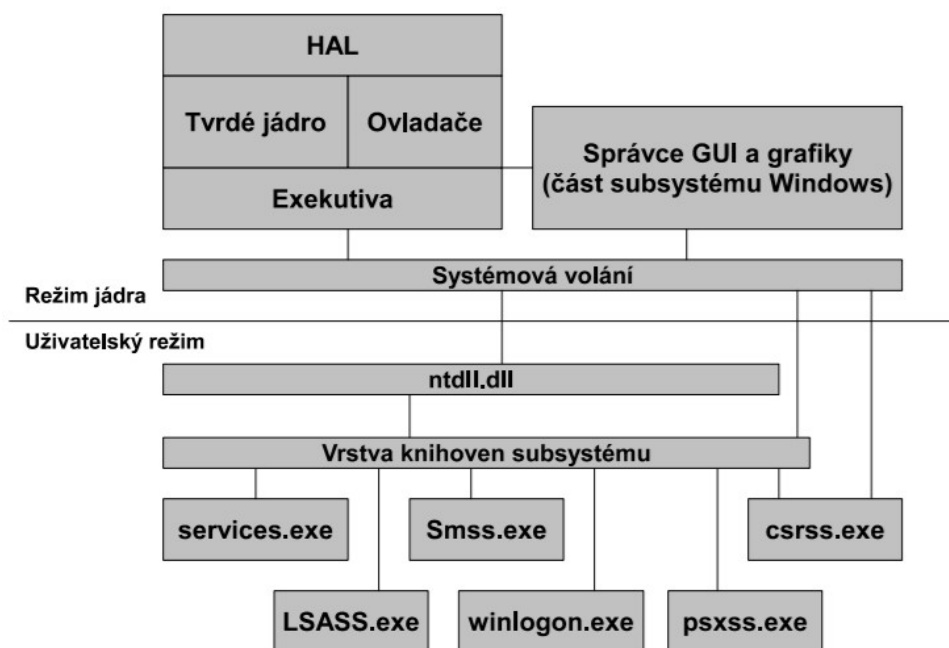 HAL
Tvrdé jádro
Ovladače
Správce GUI a grafiky
(část subsystému Windows)
Exekutiva
Systémová volání
Režim jádra
Uživatelský režim
ntdll.dll
Vrstva knihoven subsystému
services.exe
Smss.exe
csrss.exe
LSASS.exe
winlogon.exe
psxss.exe